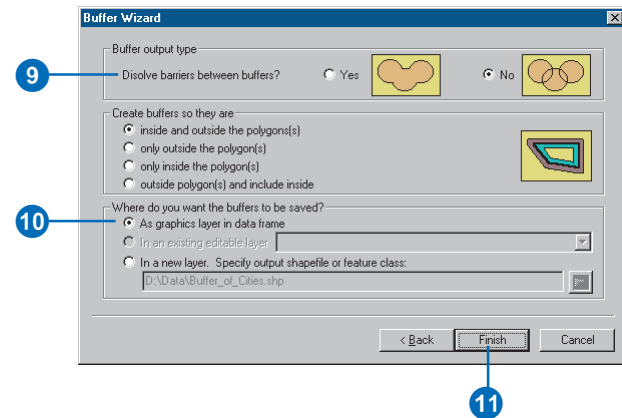 Buffer Wizard
Buffer output type
9
Disolve barriers between buffers?
Yes
No
Create buffers so they are
inside and outside the polygons(s)
only outside the polygon(s)
only inside the polygon(s)
outside polygon(s) and include inside
Where do you want the buffers to be saved?
10
As graphics layer in data frame
In an existing editable layer
In a new layer. Specify output shapefile or feature class:
D:\Data\Buffer_of_Cities.shp
< Back
Finish
Cancel
11